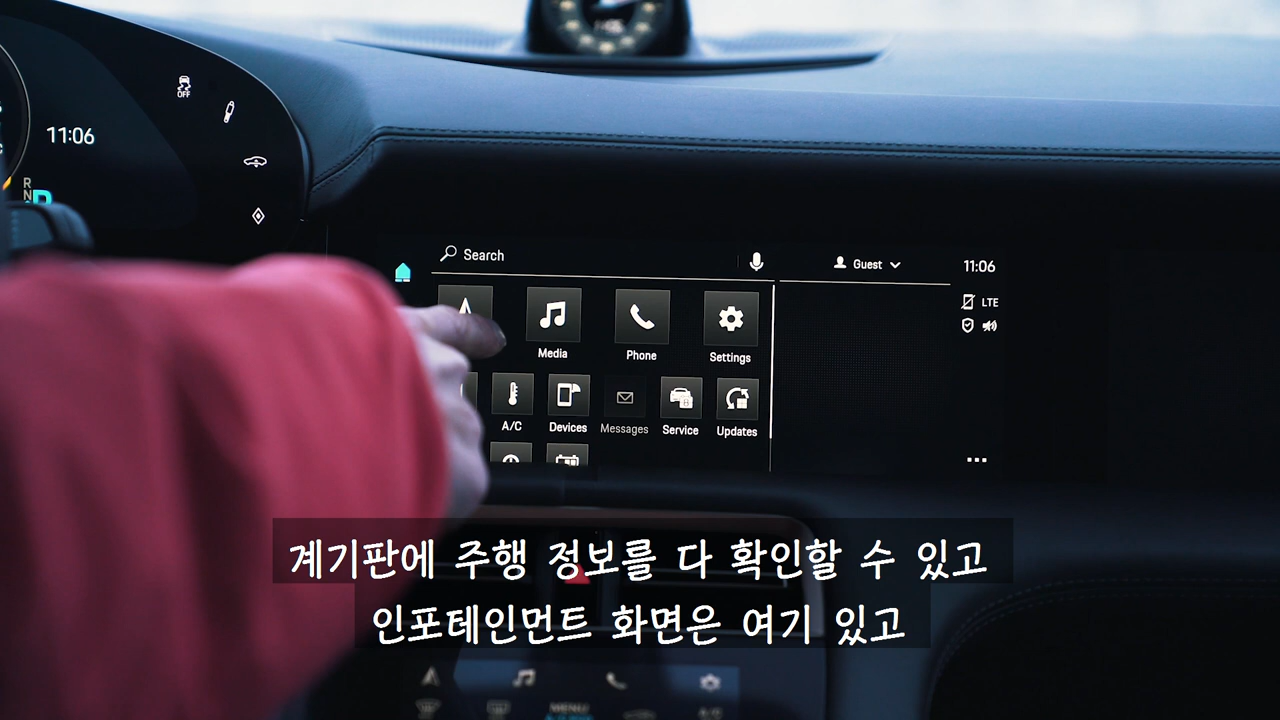 OFF
11:06
R
N
D
Search
Guest
11:06
LTE
Media
Phone
Settings
A/C
Devices
Messages
Service
Updates
계기판에 주행 정보를 다 확인할 수 있고
인포테인먼트 화면은 여기 있고
MENU
A/C